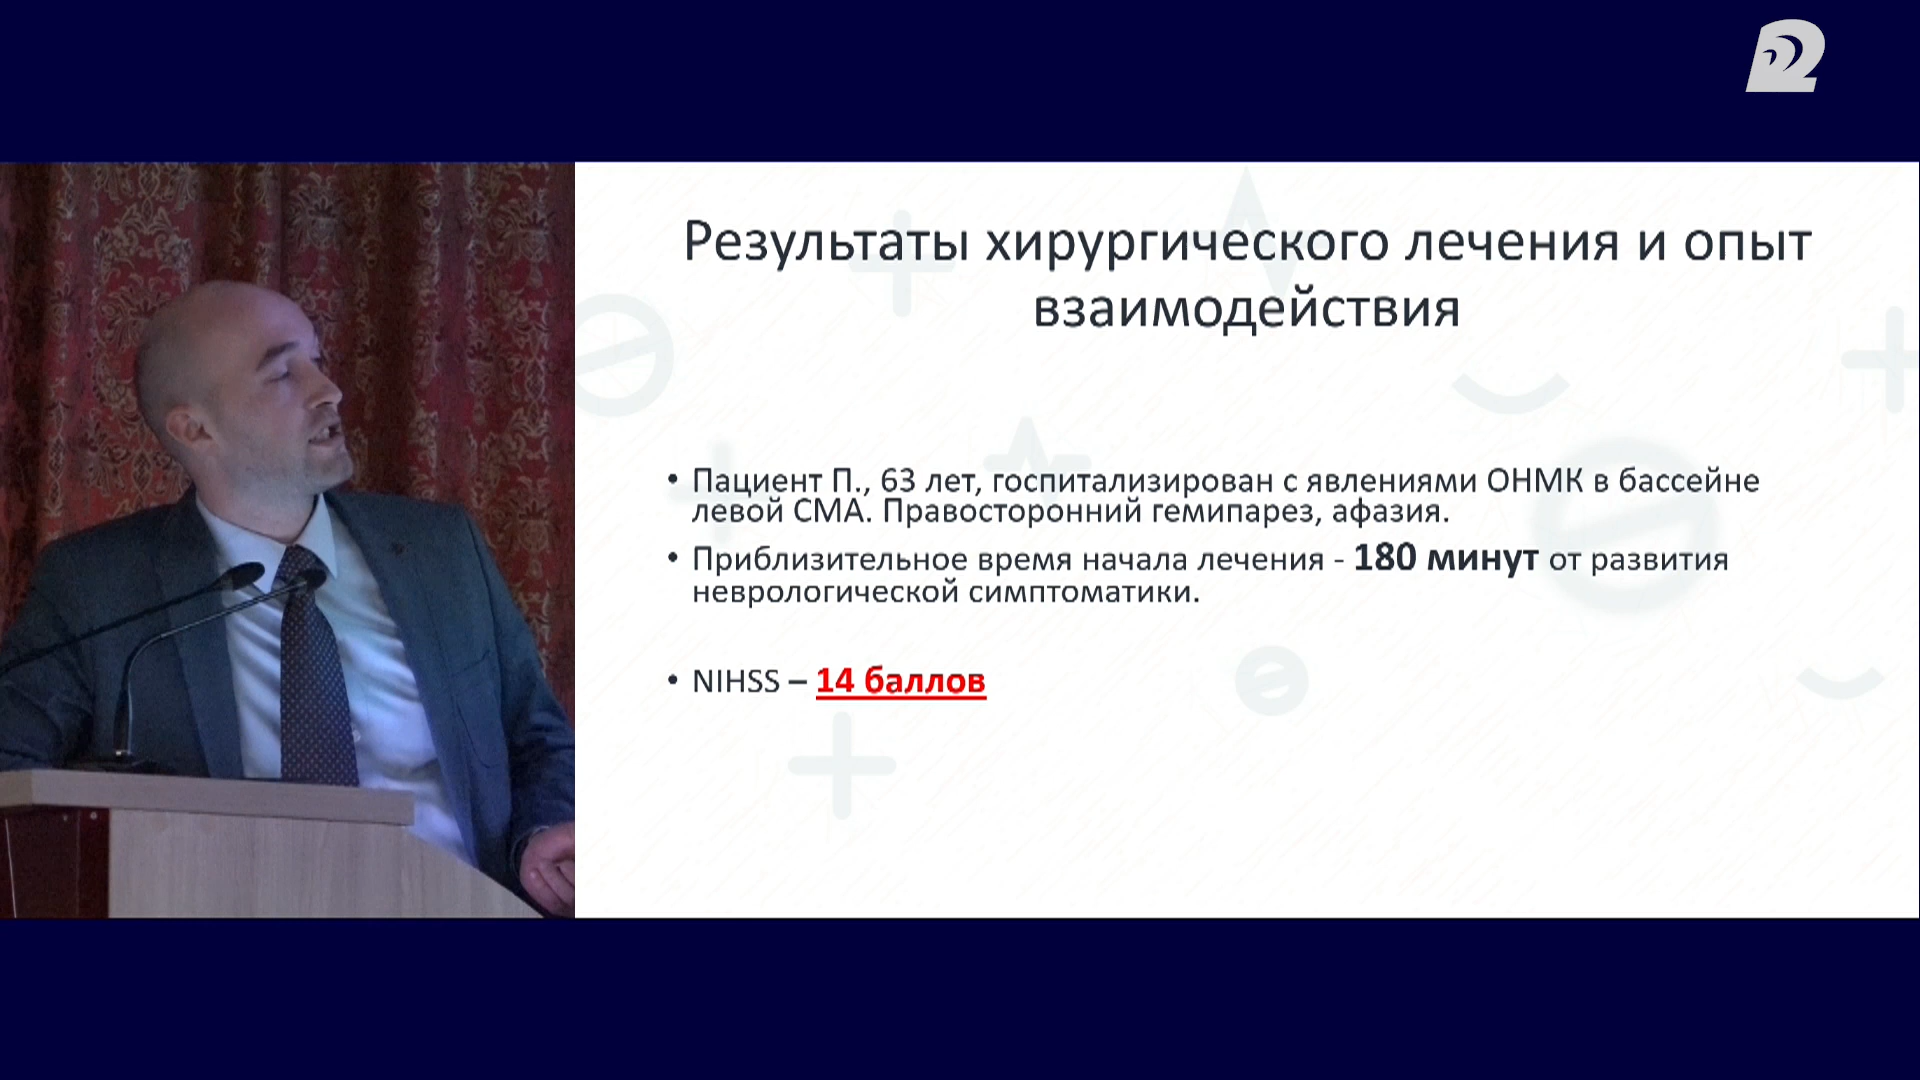 Результаты хирургического лечения и опыт
взаимодействия
• Пациент П., 63 лет, госпитализирован с явлениями ОНМК в бассейне
левой СМА. Правосторонний гемипарез, афазия.
• Приблизительное время начала лечения - 180 минут от развития
неврологической симптоматики.
• NIHSS – 14 баллов